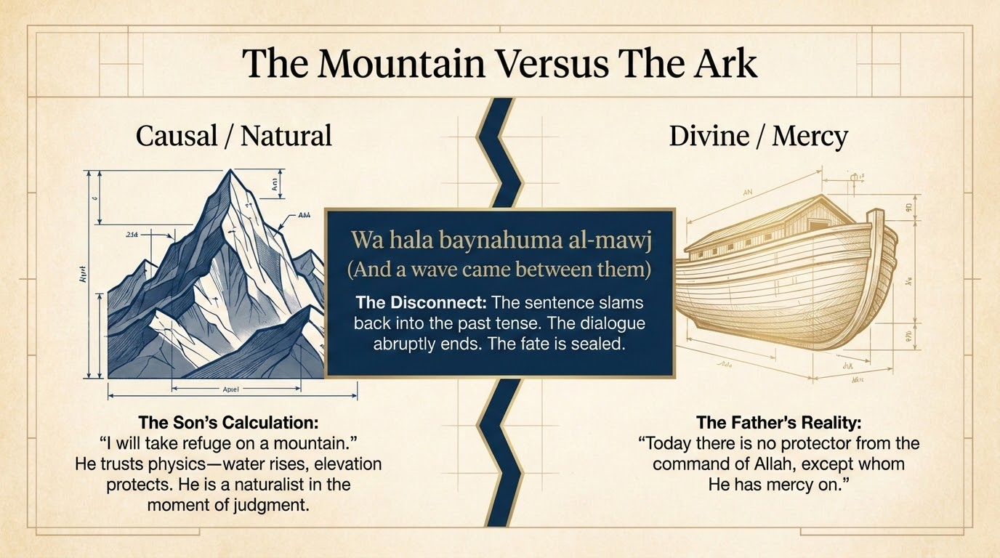 The Mountain Versus The Ark
Causal / Natural
Divine / Mercy
Wa hala baynahuma al-mawj
(And a wave came between them)
The Disconnect: The sentence slams
back into the past tense. The dialogue
abruptly ends. The fate is sealed.
The Son's Calculation:
“I will take refuge on a mountain.”
He trusts physics—water rises, elevation
protects. He is a naturalist in the
moment of judgment.
The Father's Reality:
“Today there is no protector from the
command of Allah, except whom
He has mercy on.”